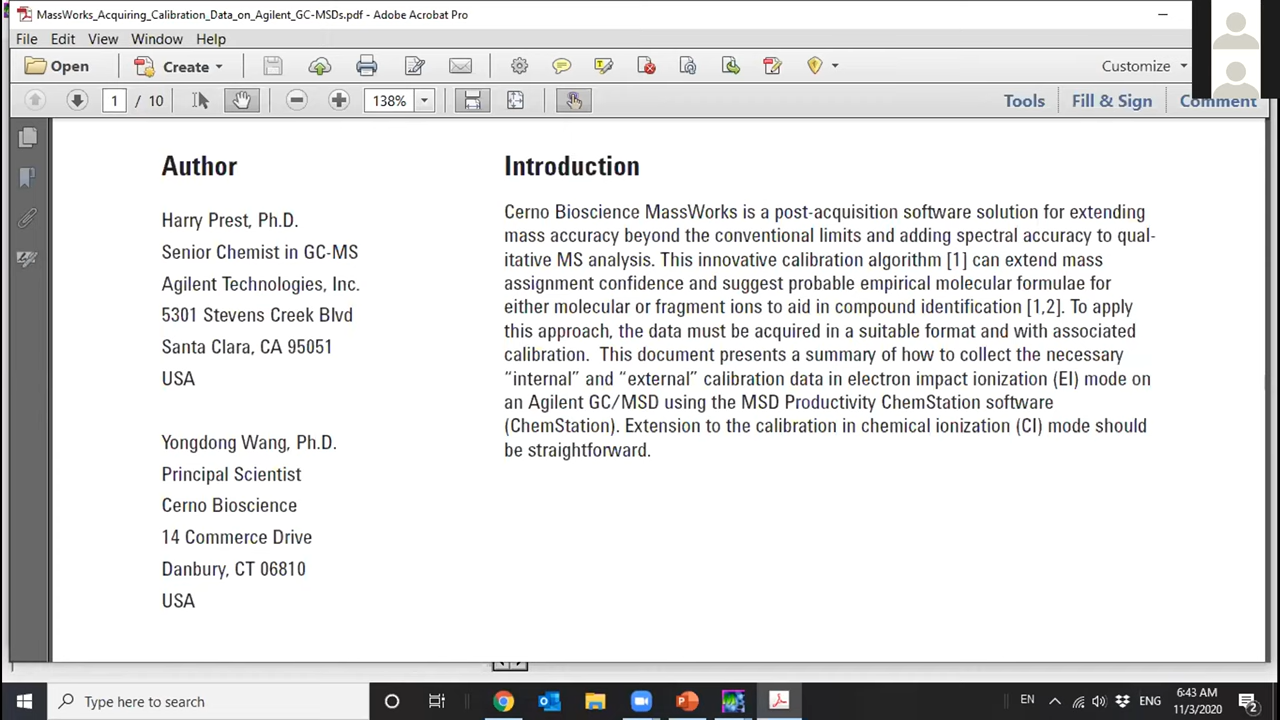 MassWorks_Acquiring_Calibration_Data_on_Agilent_GC-MSDs.pdf - Adobe Acrobat Pro
File Edit View Window Help
Open Create Customize
1 / 10 138% Tools Fill & Sign Comment
Author
Harry Prest, Ph.D.
Senior Chemist in GC-MS
Agilent Technologies, Inc.
5301 Stevens Creek Blvd
Santa Clara, CA 95051
USA
Yongdong Wang, Ph.D.
Principal Scientist
Cerno Bioscience
14 Commerce Drive
Danbury, CT 06810
USA
Introduction
Cerno Bioscience MassWorks is a post-acquisition software solution for extending
mass accuracy beyond the conventional limits and adding spectral accuracy to qual-
itative MS analysis. This innovative calibration algorithm [1] can extend mass
assignment confidence and suggest probable empirical molecular formulae for
either molecular or fragment ions to aid in compound identification [1,2]. To apply
this approach, the data must be acquired in a suitable format and with associated
calibration.  This document presents a summary of how to collect the necessary
“internal” and “external” calibration data in electron impact ionization (EI) mode on
an Agilent GC/MSD using the MSD Productivity ChemStation software
(ChemStation). Extension to the calibration in chemical ionization (CI) mode should
be straightforward.
Type here to search
EN ENG 6:43 AM
11/3/2020 2